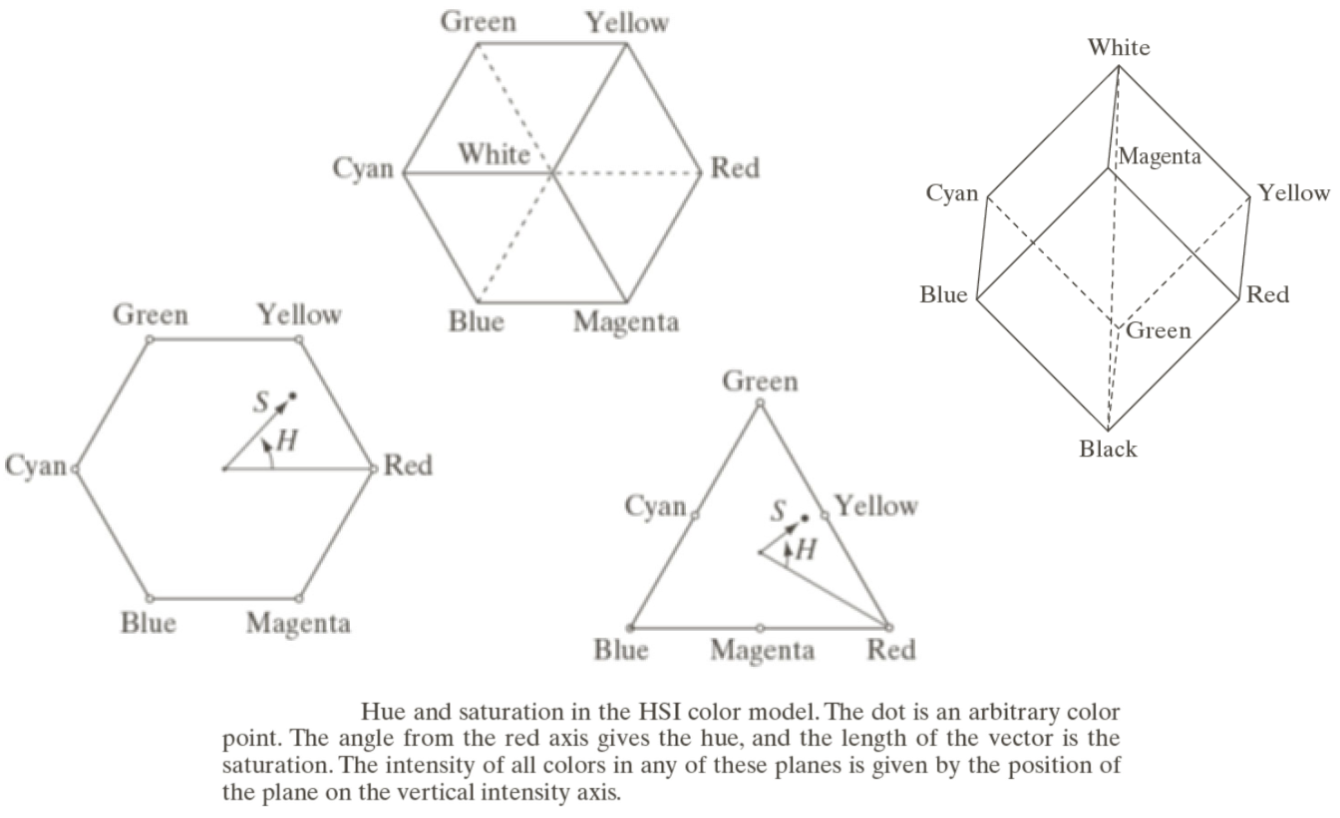 Green Yellow
White
Cyan
Red
Blue Magenta
White
Magenta
Cyan
Yellow
Blue
Red
Green
Black
Green Yellow
S
H
Cyan
Red
Blue Magenta
Green
Cyan
S
Yellow
H
Blue Magenta Red
Hue and saturation in the HSI color model. The dot is an arbitrary color
point. The angle from the red axis gives the hue, and the length of the vector is the
saturation. The intensity of all colors in any of these planes is given by the position of
the plane on the vertical intensity axis.